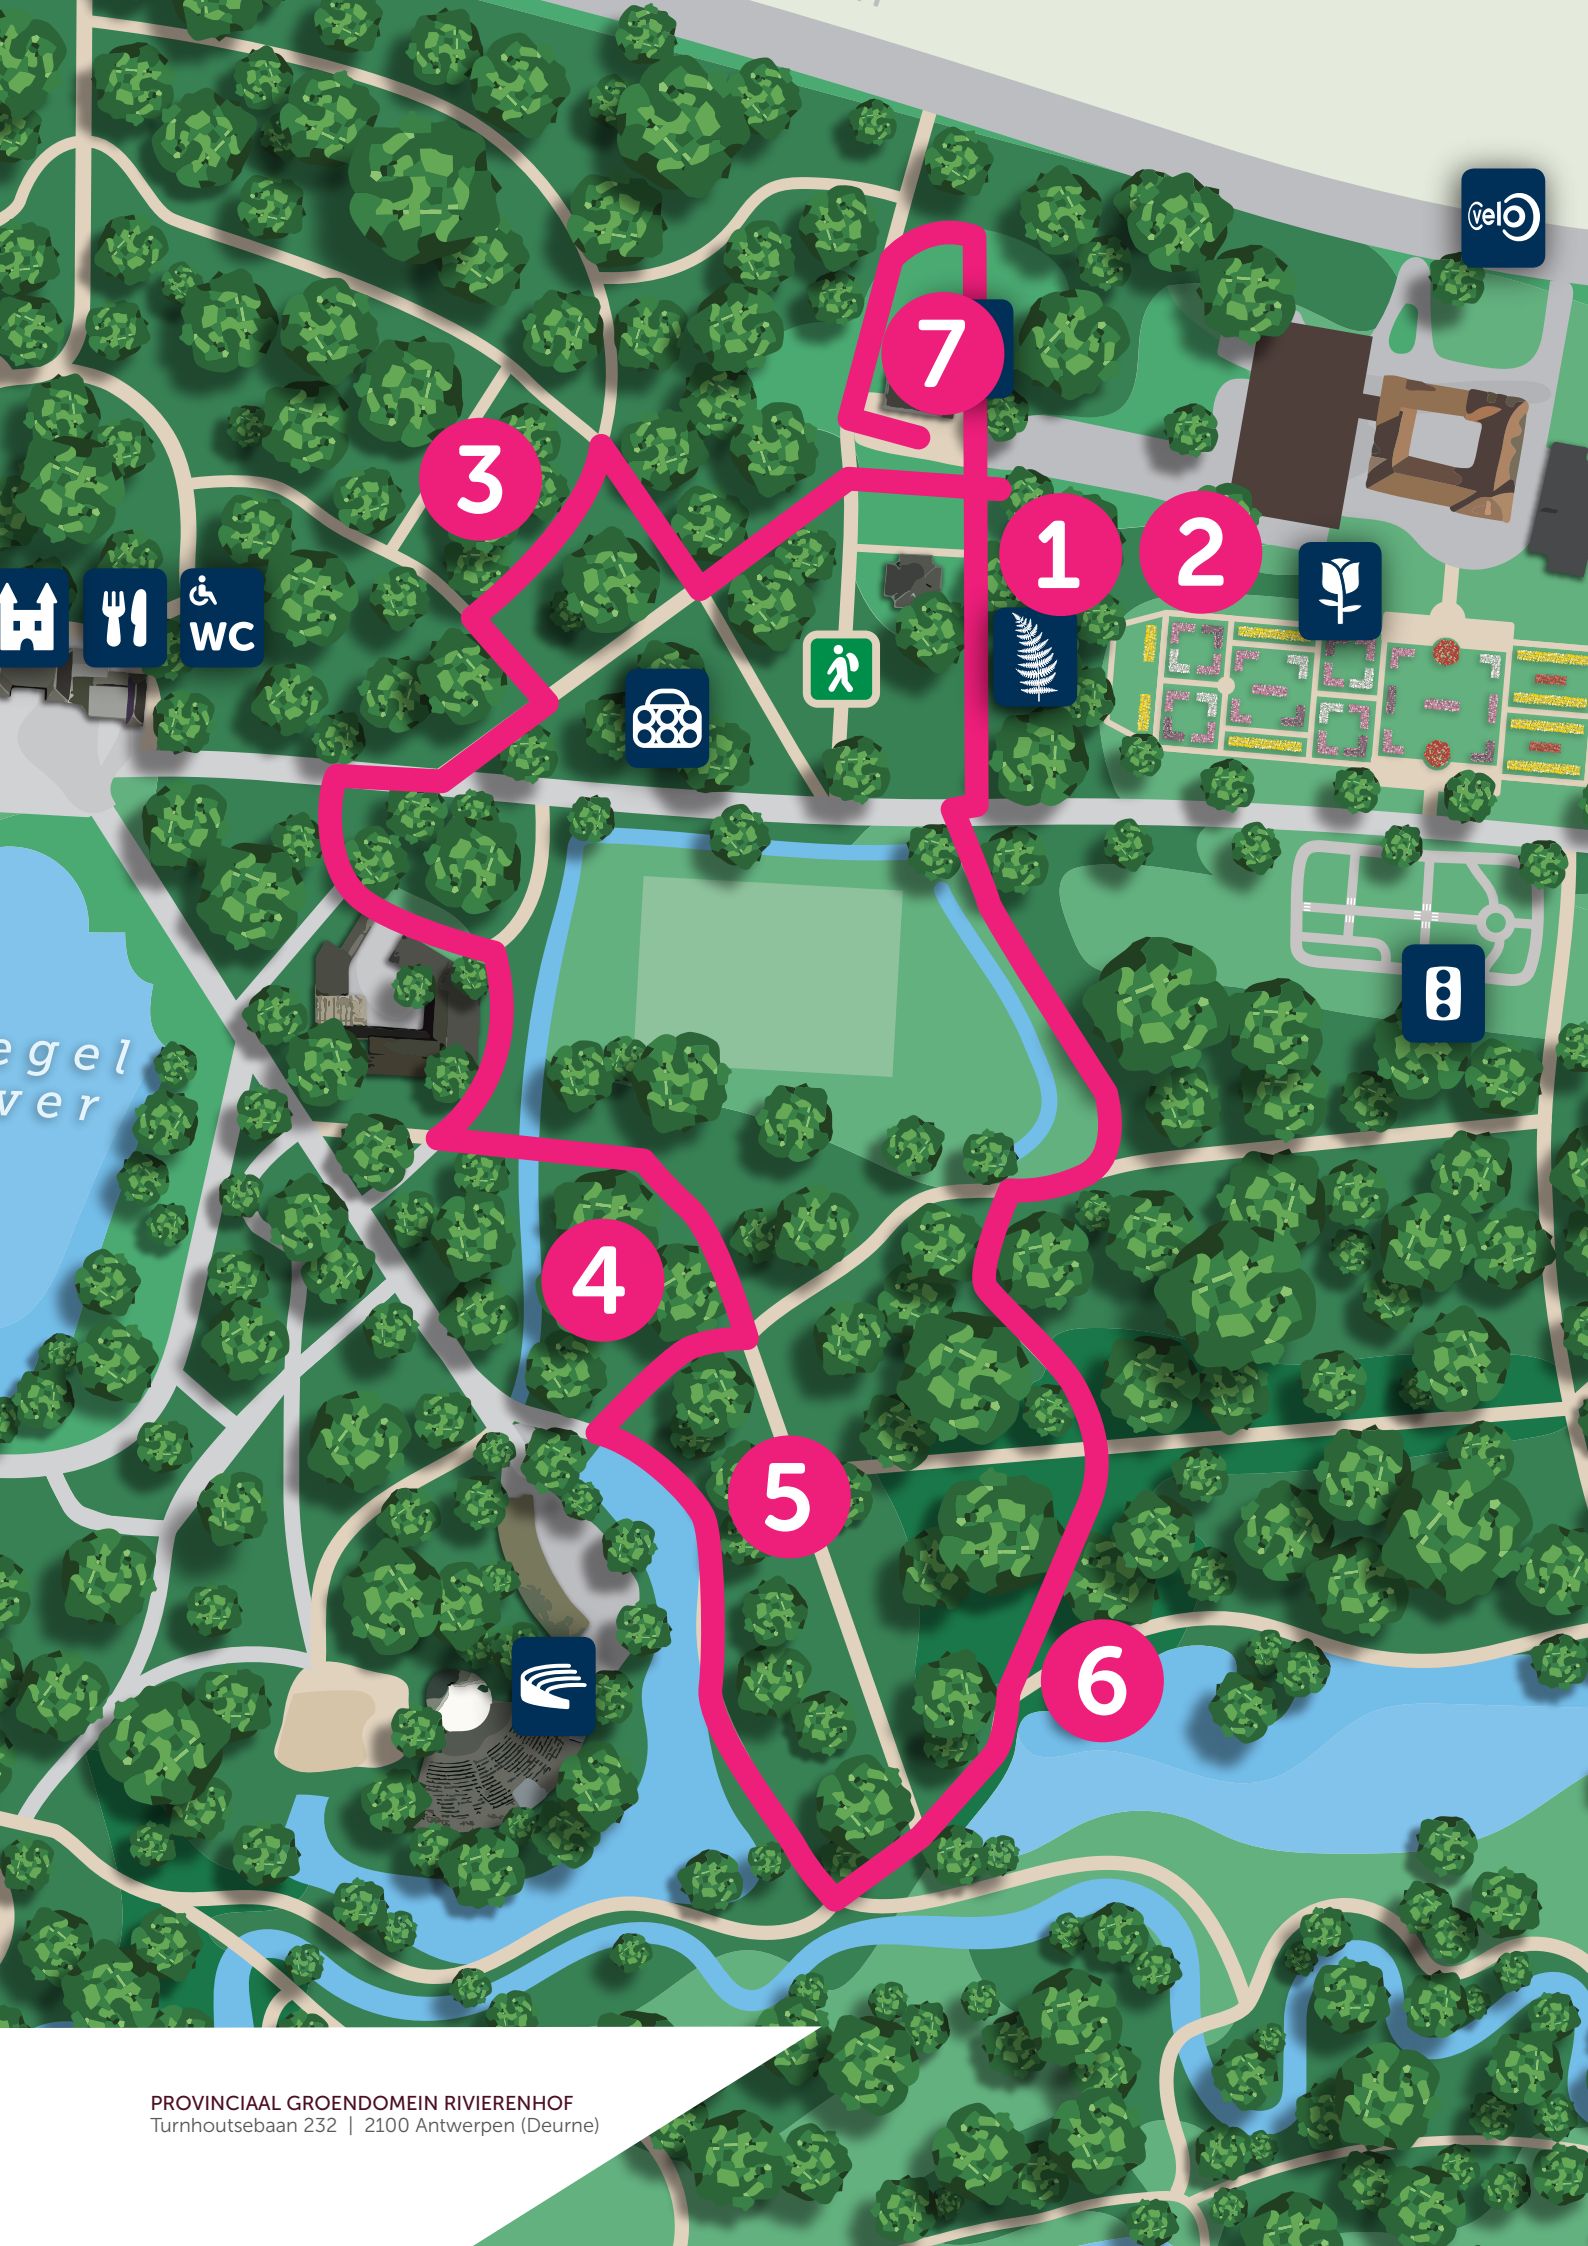 velo
7
3
1
2
WC
egel
ver
4
5
6
PROVINCIAAL GROENDOMEIN RIVIERENHOF
Turnhoutsebaan 232 | 2100 Antwerpen (Deurne)